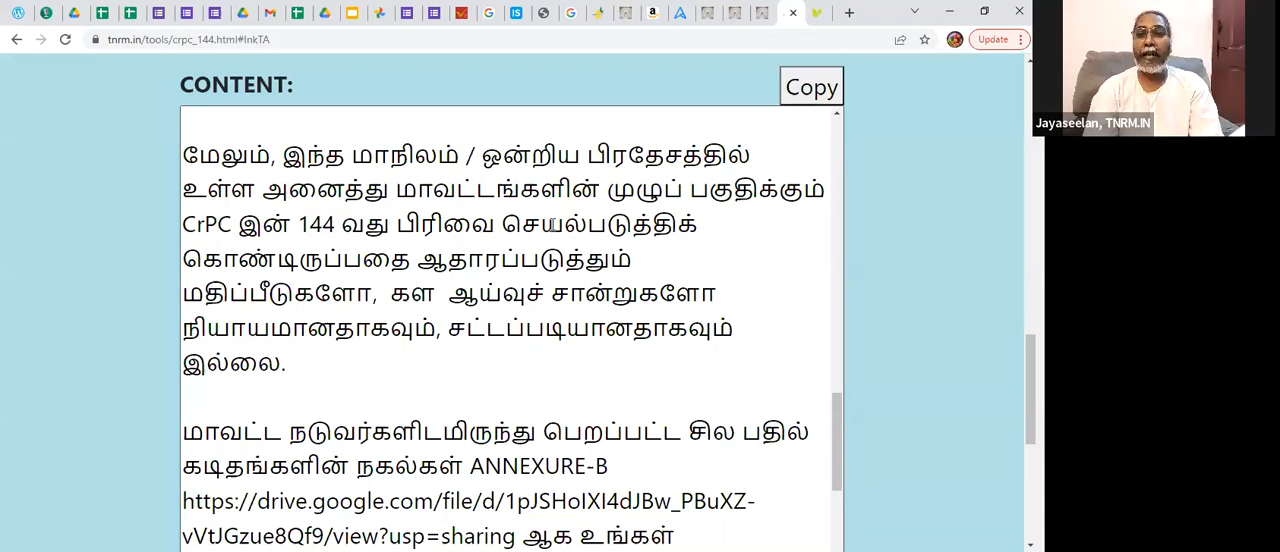 tnrm.in/tools/crpc_144.html#lnkTA
Update
CONTENT:
Copy
மேலும், இந்த மாநிலம் / ஒன்றிய பிரதேசத்தில்
உள்ள அனைத்து மாவட்டங்களின் முழுப் பகுதிக்கும்
CrPC இன் 144 வது பிரிவை செயல்படுத்திக்
கொண்டிருப்பதை ஆதாரப்படுத்தும்
மதிப்பீடுகளோ, கள ஆய்வுச் சான்றுகளோ
நியாயமானதாகவும், சட்டப்படியானதாகவும்
இல்லை.
மாவட்ட நடுவர்களிடமிருந்து பெறப்பட்ட சில பதில்
கடிதங்களின் நகல்கள் ANNEXURE-B
https://drive.google.com/file/d/1pJSHoIXI4dJBw_PBuXZ-
vVtJGzue8Qf9/view?usp=sharing ஆக உங்கள்
Jayaseelan, TNRM.IN